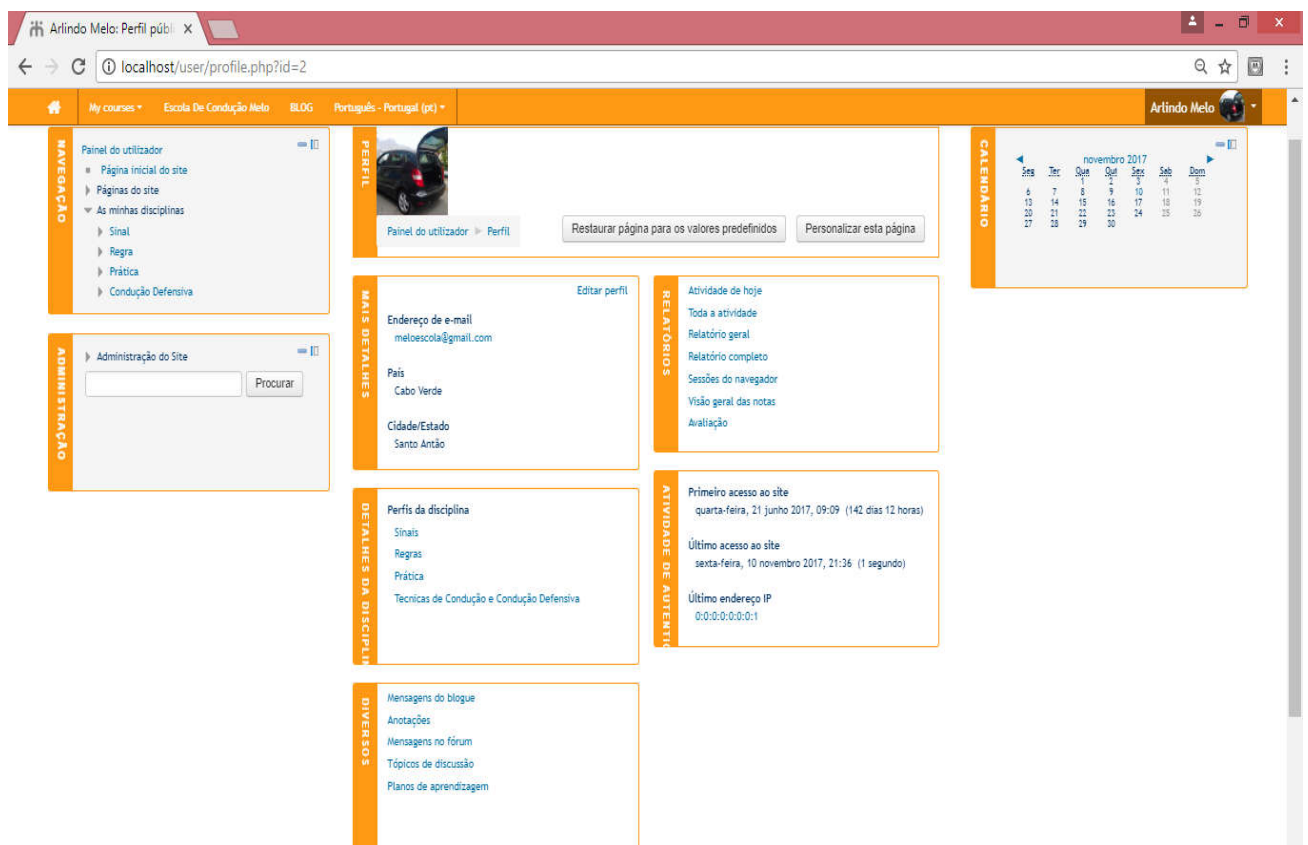 Arlindo Melo: Perfil públi
localhost/user/profile.php?id=2
My courses Escola De Condução Melo BLOG Português - Portugal (pt) Arlindo Melo
NAVEGAÇÃO
Painel do utilizador
Página inicial do site
Páginas do site
As minhas disciplinas
Sinal
Regra
Prática
Condução Defensiva
ADMINISTRAÇÃO
Administração do Site
Procurar
PERFIL
Painel do utilizador Perfil
Restaurar página para os valores predefinidos Personalizar esta página
MAIS DETALHES
Editar perfil
Endereço de e-mail
meloescola@gmail.com
País
Cabo Verde
Cidade/Estado
Santo Antão
DETALHES DA DISCIPLIN
Perfis da disciplina
Sinais
Regras
Prática
Tecnicas de Condução e Condução Defensiva
DIVERSOS
Mensagens do blogue
Anotações
Mensagens no fórum
Tópicos de discussão
Planos de aprendizagem
RELATÓRIOS
Atividade de hoje
Toda a atividade
Relatório geral
Relatório completo
Sessões do navegador
Visão geral das notas
Avaliação
ATIVIDADE DE AUTENTIC
Primeiro acesso ao site
quarta-feira, 21 junho 2017, 09:09 (142 dias 12 horas)
Último acesso ao site
sexta-feira, 10 novembro 2017, 21:36 (1 segundo)
Último endereço IP
0:0:0:0:0:0:0:1
CALENDÁRIO
novembro 2017
Seg Ter Qua Qui Sex Sab Dom
1 2 3 4 5
6 7 8 9 10 11 12
13 14 15 16 17 18 19
20 21 22 23 24 25 26
27 28 29 30